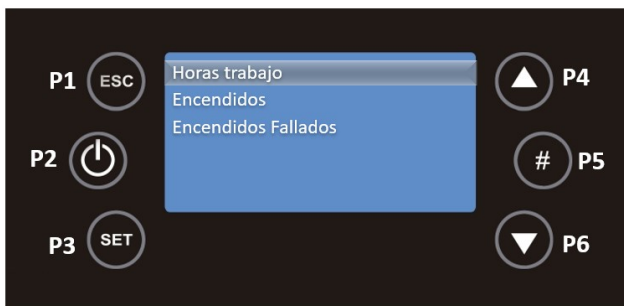 P1 ESC
Horas trabajo
Encendidos
Encendidos Fallados
P4
P2
# P5
P3 SET
P6